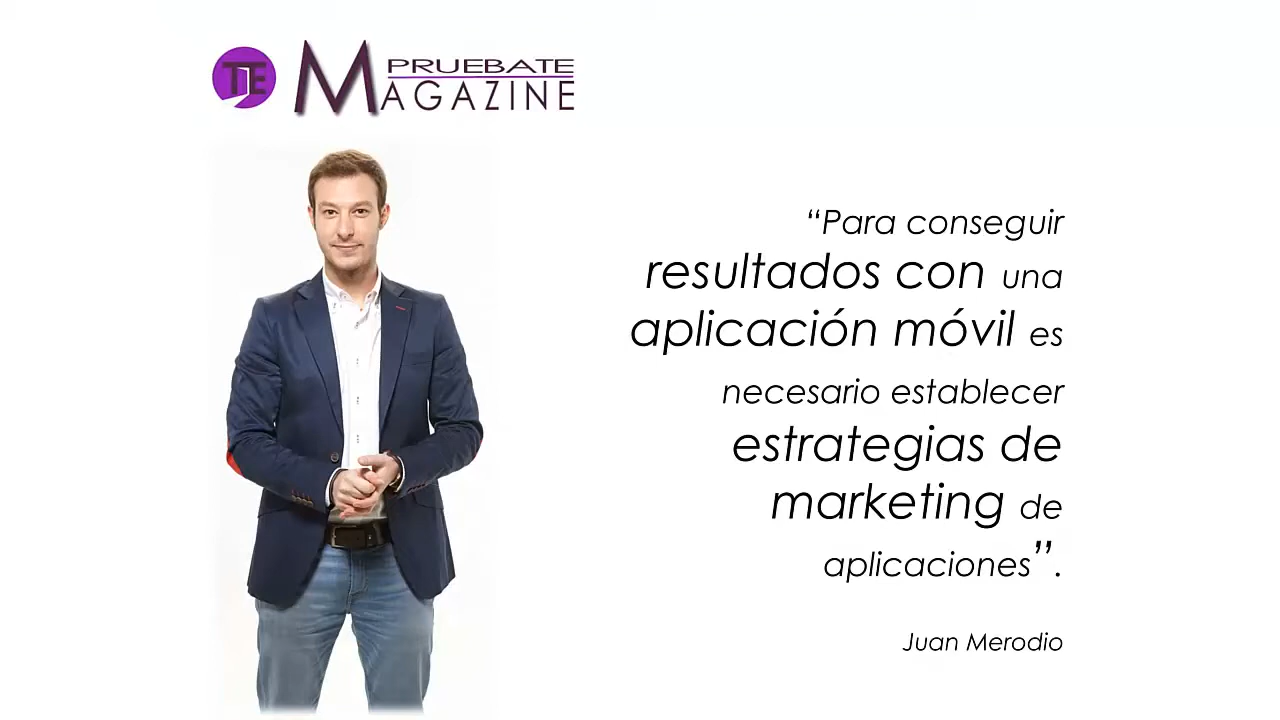 TE
PRUEBATE
MAGAZINE
“Para conseguir
resultados con una
aplicación móvil es
necesario establecer
estrategias de
marketing de
aplicaciones”.
Juan Merodio